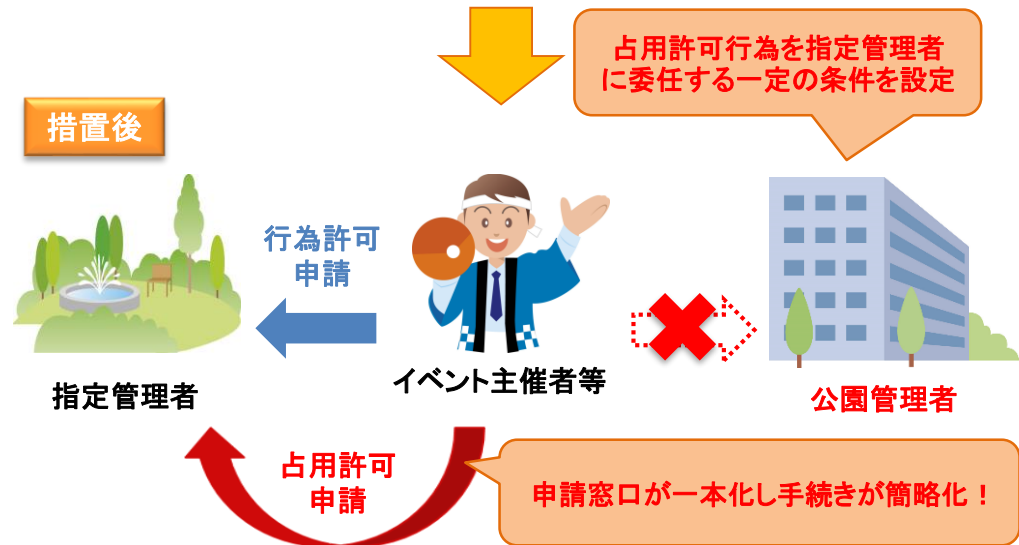 占用許可行為を指定管理者
に委任する一定の条件を設定
措置後
行為許可
申請
指定管理者
イベント主催者等
公園管理者
占用許可
申請
申請窓口が一本化し手続きが簡略化！